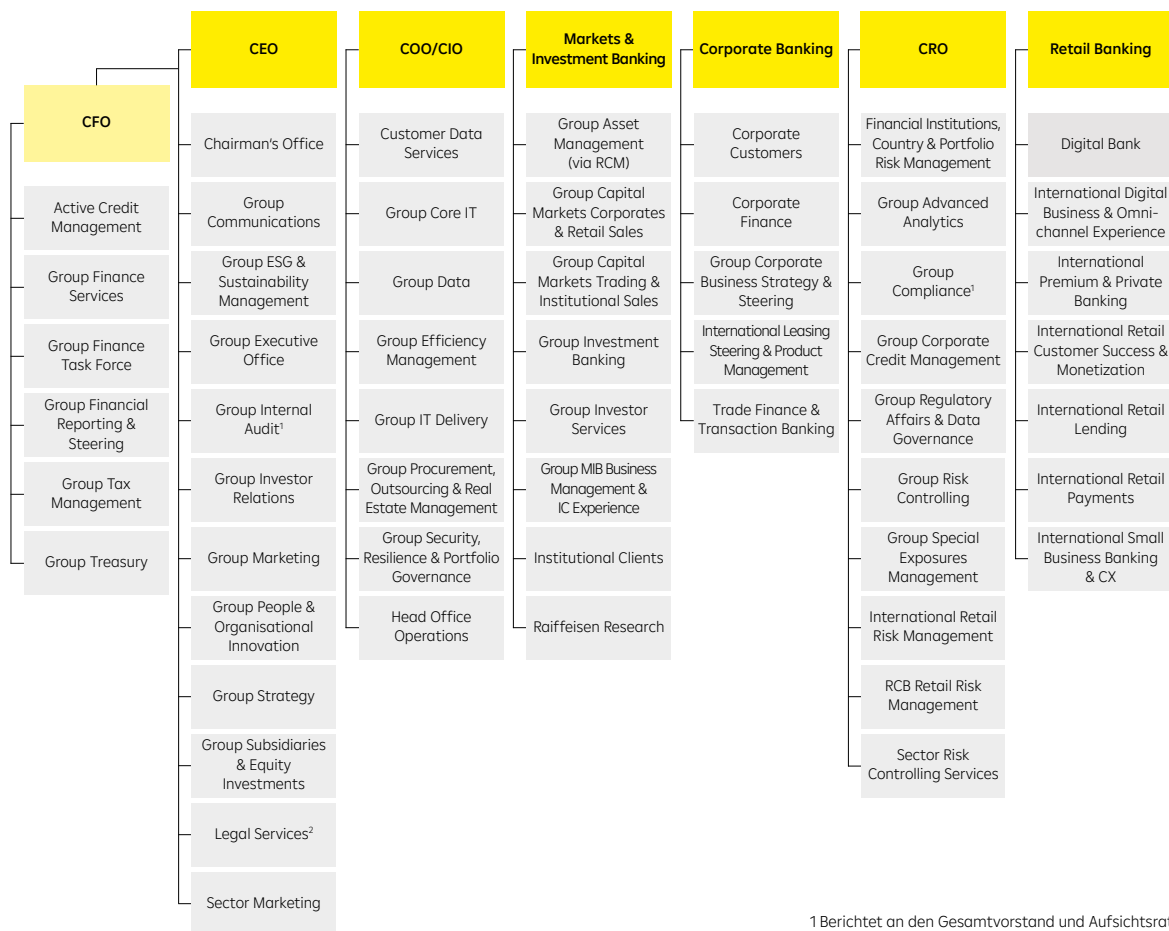 CFO
Active Credit
Management
Group Finance
Services
Group Finance
Task Force
Group Financial
Reporting &
Steering
Group Tax
Management
Group Treasury
CEO
Chairman's Office
Group
Communications
Group ESG &
Sustainability
Management
Group Executive
Office
Group Internal
Audit¹
Group Investor
Relations
Group Marketing
Group People &
Organisational
Innovation
Group Strategy
Group Subsidiaries
& Equity
Investments
Legal Services²
Sector Marketing
COO/CIO
Customer Data
Services
Group Core IT
Group Data
Group Efficiency
Management
Group IT Delivery
Group Procurement,
Outsourcing & Real
Estate Management
Group Security,
Resilience & Portfolio
Governance
Head Office
Operations
Markets &
Investment Banking
Group Asset
Management
(via RCM)
Group Capital
Markets Corporates
& Retail Sales
Group Capital
Markets Trading &
Institutional Sales
Group Investment
Banking
Group Investor
Services
Group MIB Business
Management &
IC Experience
Institutional Clients
Raiffeisen Research
Corporate Banking
Corporate
Customers
Corporate
Finance
Group Corporate
Business Strategy &
Steering
International Leasing
Steering & Product
Management
Trade Finance &
Transaction Banking
CRO
Financial Institutions,
Country & Portfolio
Risk Management
Group Advanced
Analytics
Group
Compliance¹
Group Corporate
Credit Management
Group Regulatory
Affairs & Data
Governance
Group Risk
Controlling
Group Special
Exposures
Management
International Retail
Risk Management
RCB Retail Risk
Management
Sector Risk
Controlling Services
Retail Banking
Digital Bank
International Digital
Business & Omni-
channel Experience
International
Premium & Private
Banking
International Retail
Customer Success &
Monetization
International Retail
Lending
International Retail
Payments
International Small
Business Banking
& CX
1 Berichtet an den Gesamtvorstand und Aufsichtsrat